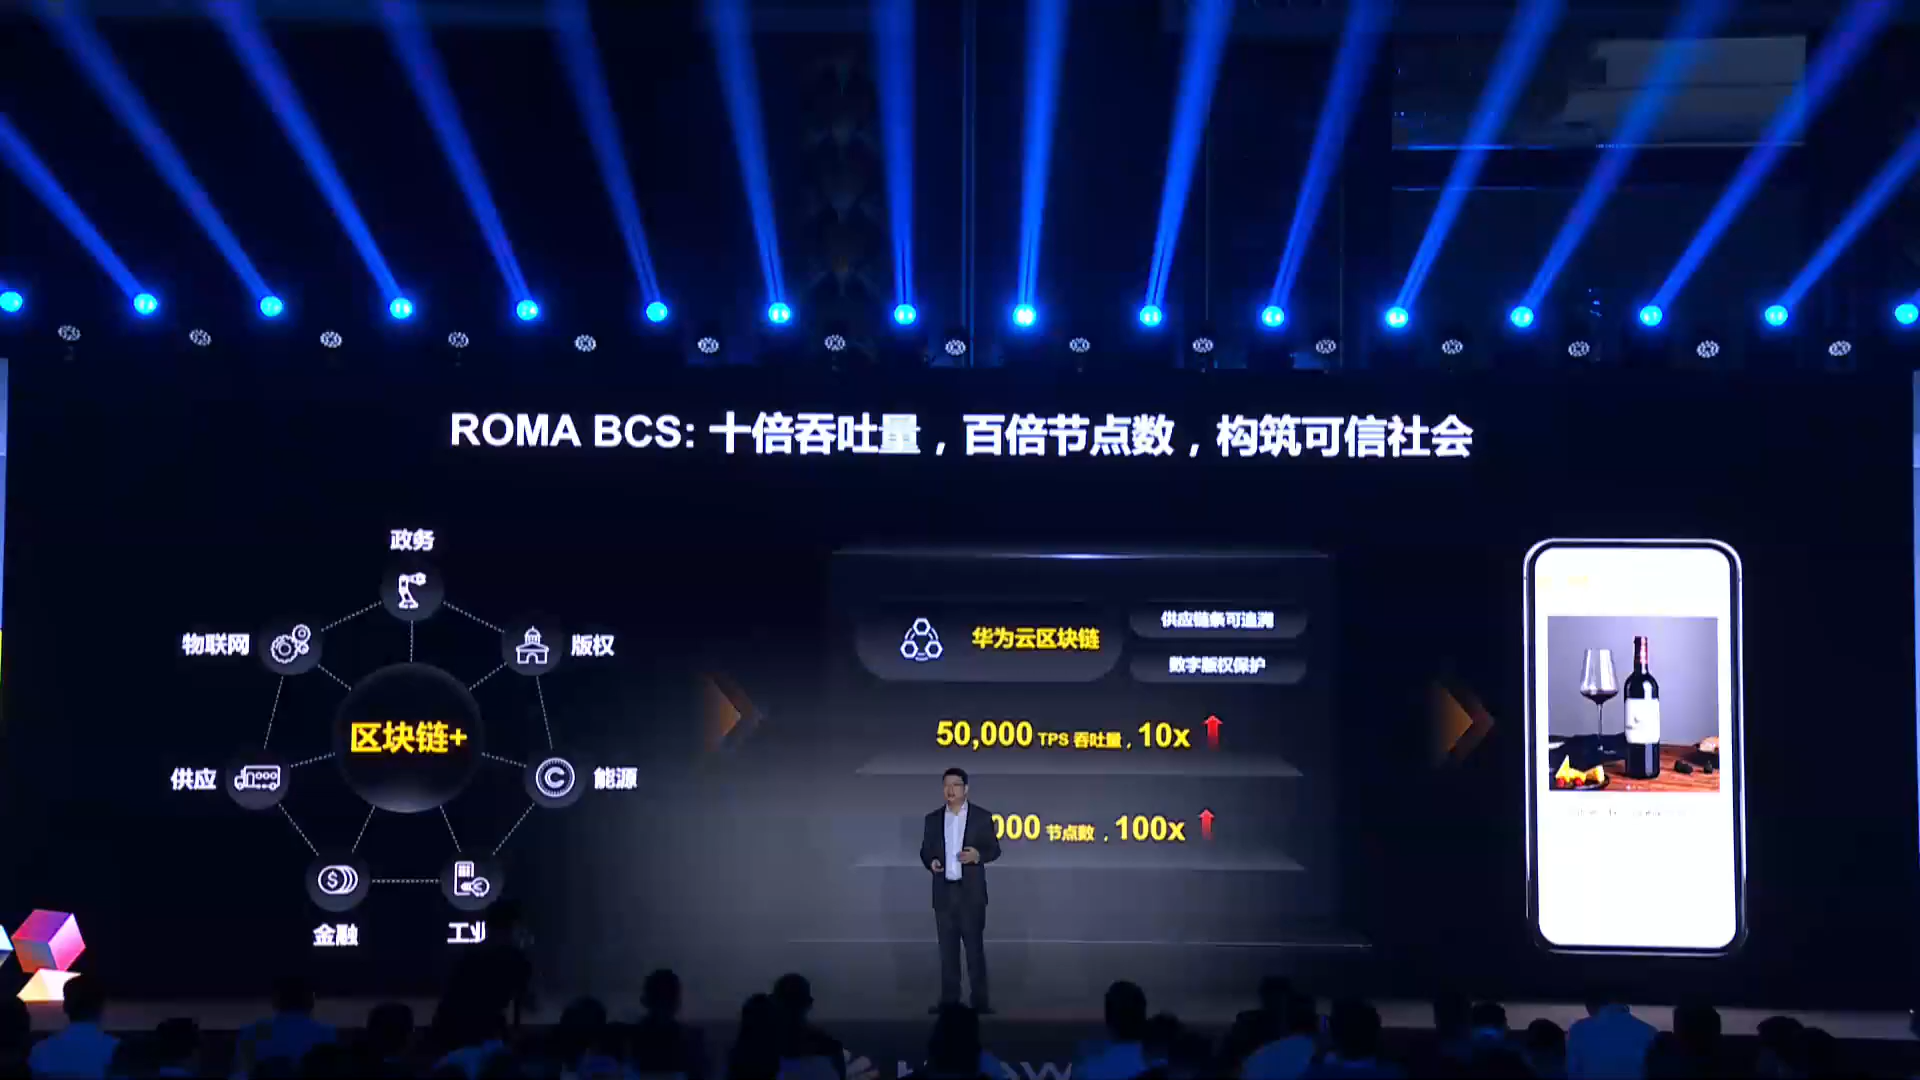 ROMA BCS: 十倍吞吐量，百倍节点数，构筑可信社会
政务
物联网
版权
区块链+
供应
能源
金融
工业
华为云区块链
供应链条可追溯
数字版权保护
50,000 TPS 吞吐量，10x
000 节点数，100x